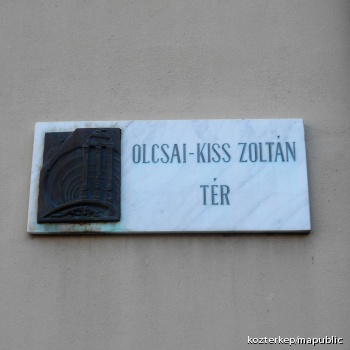 OLCSAI-KISS ZOLTÁN
TÉR
kozterkep/mapublic